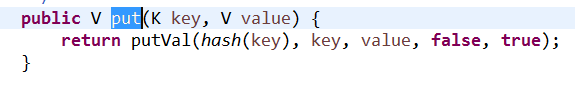 public V put(K key, V value) {
    return putVal(hash(key), key, value, false, true);
}